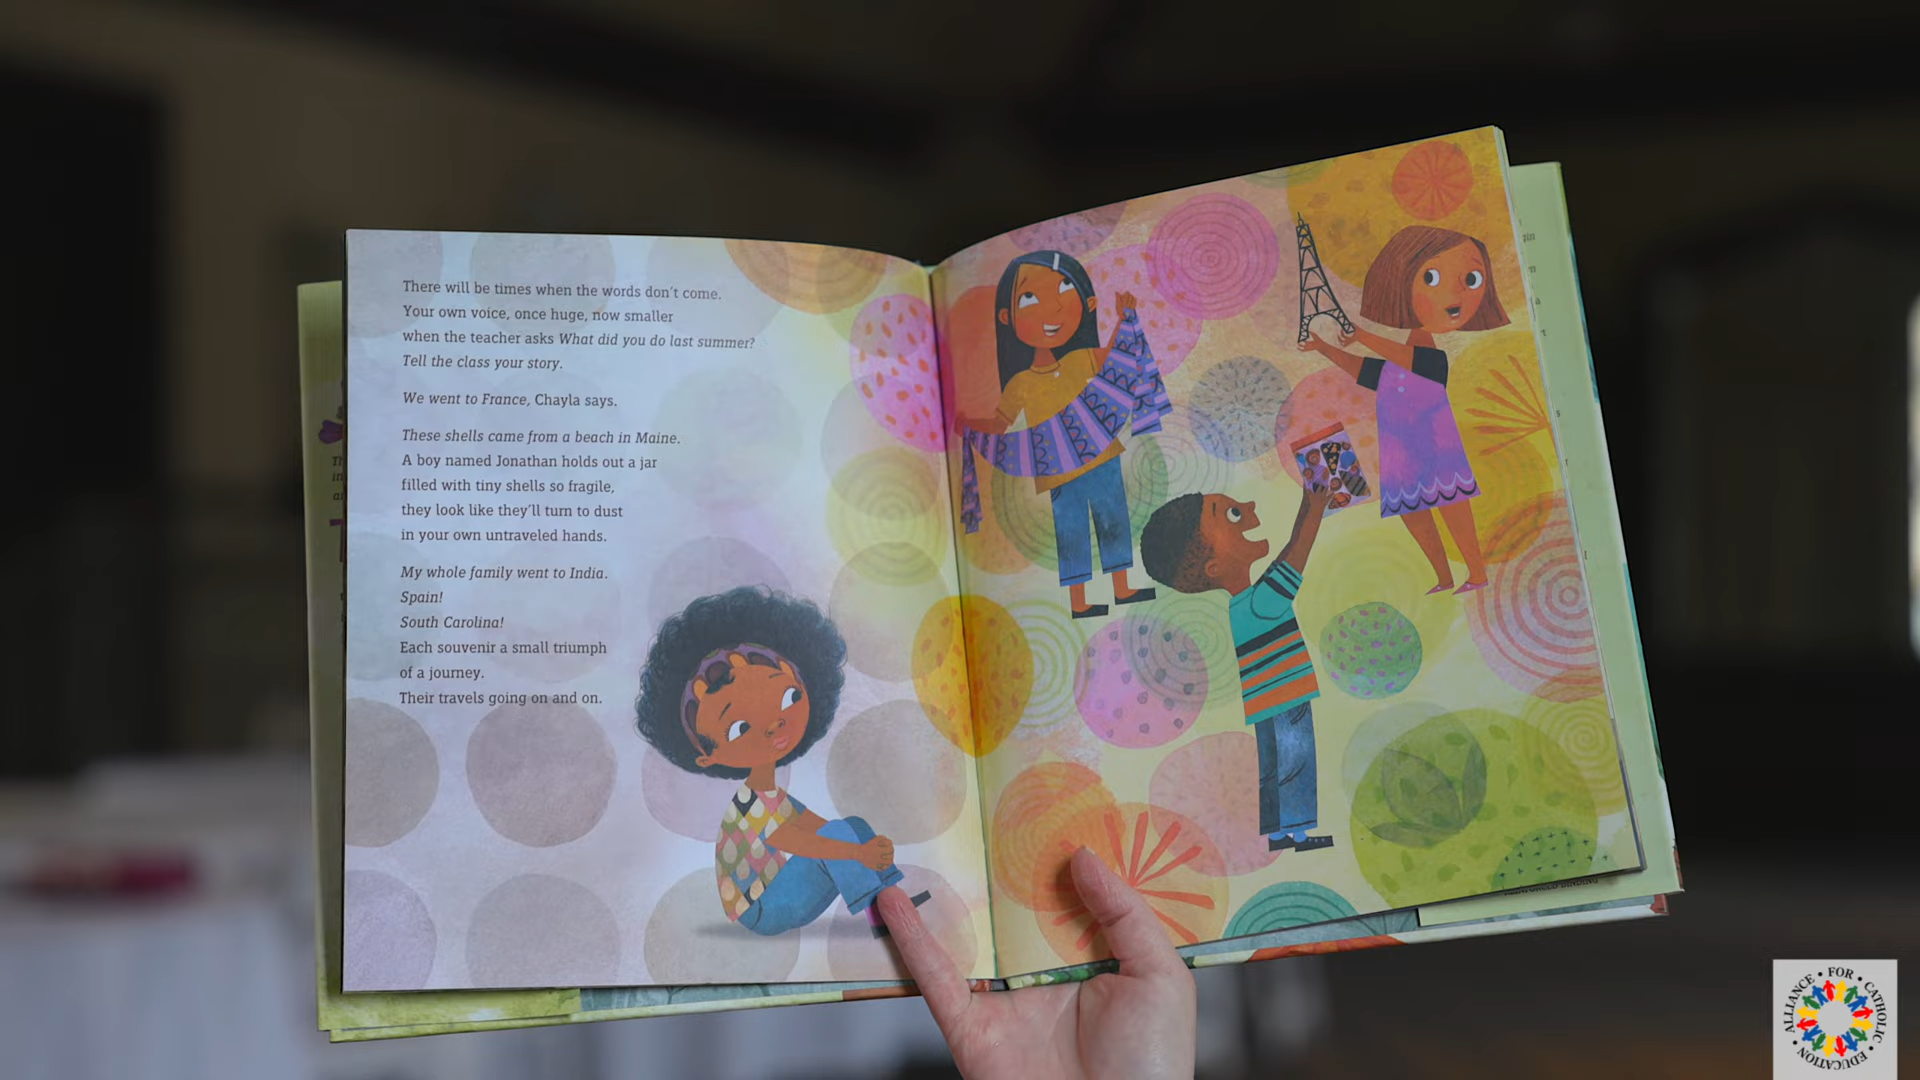 There will be times when the words don't come.
Your own voice, once huge, now smaller
when the teacher asks What did you do last summer?
Tell the class your story.
We went to France, Chayla says.
These shells came from a beach in Maine.
A boy named Jonathan holds out a jar
filled with tiny shells so fragile,
they look like they'll turn to dust
in your own untraveled hands.
My whole family went to India.
Spain!
South Carolina!
Each souvenir a small triumph
of a journey.
Their travels going on and on.
ALLIANCE • FOR • CATHOLIC • EDUCATION •